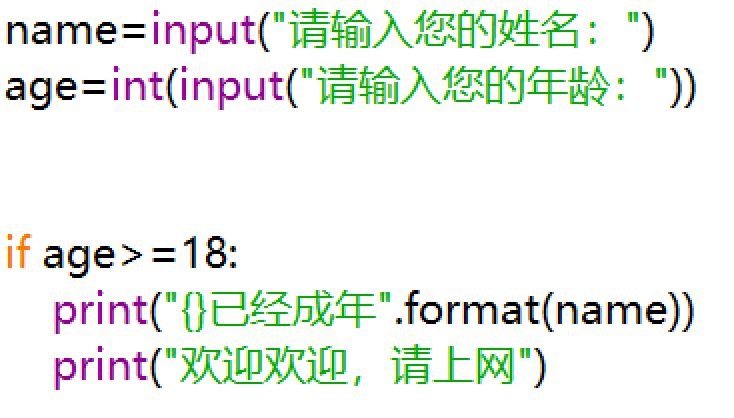 name=input("请输入您的姓名：")
age=int(input("请输入您的年龄："))
if age>=18:
    print("{}已经成年".format(name))
    print("欢迎欢迎，请上网")